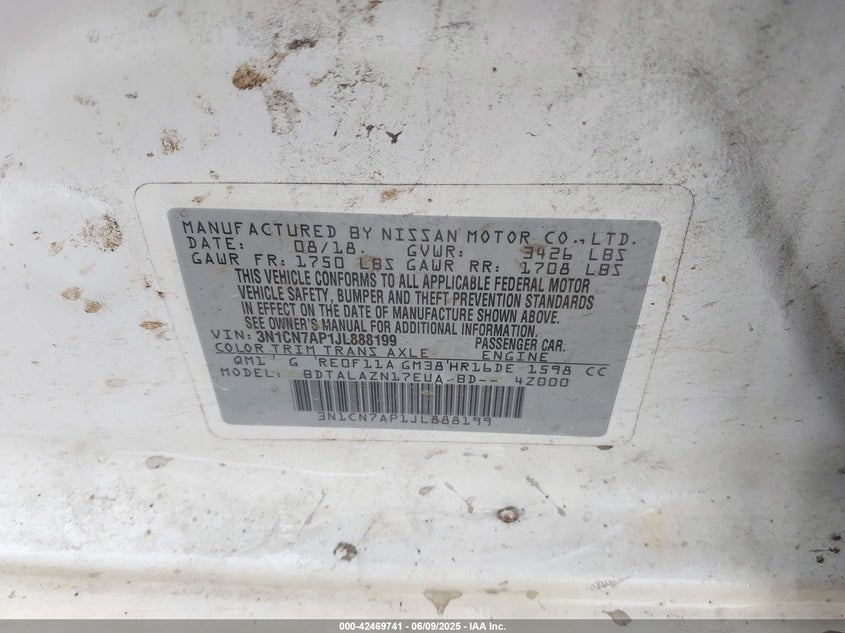 MANUFACTURED BY NISSAN MOTOR CO.,LTD.
DATE: 08/18. GVWR: 3426 LBS
GAWR FR: 1750 LBS GAWR RR: 1708 LBS
THIS VEHICLE CONFORMS TO ALL APPLICABLE FEDERAL MOTOR
VEHICLE SAFETY, BUMPER AND THEFT PREVENTION STANDARDS
IN EFFECT ON THE DATE OF MANUFACTURE SHOWN ABOVE.
SEE OWNER'S MANUAL FOR ADDITIONAL INFORMATION.
VIN: 3N1CN7AP1JL888199 PASSENGER CAR.
COLOR TRIM TRANS AXLE ENGINE
QM1 G RE0F11A GM38 HR16DE 1598 CC
MODEL: BDTALAZN17EUA-BD-- 4Z000
3N1CN7AP1JL888199
000-42469741 - 06/09/2025 - IAA Inc.